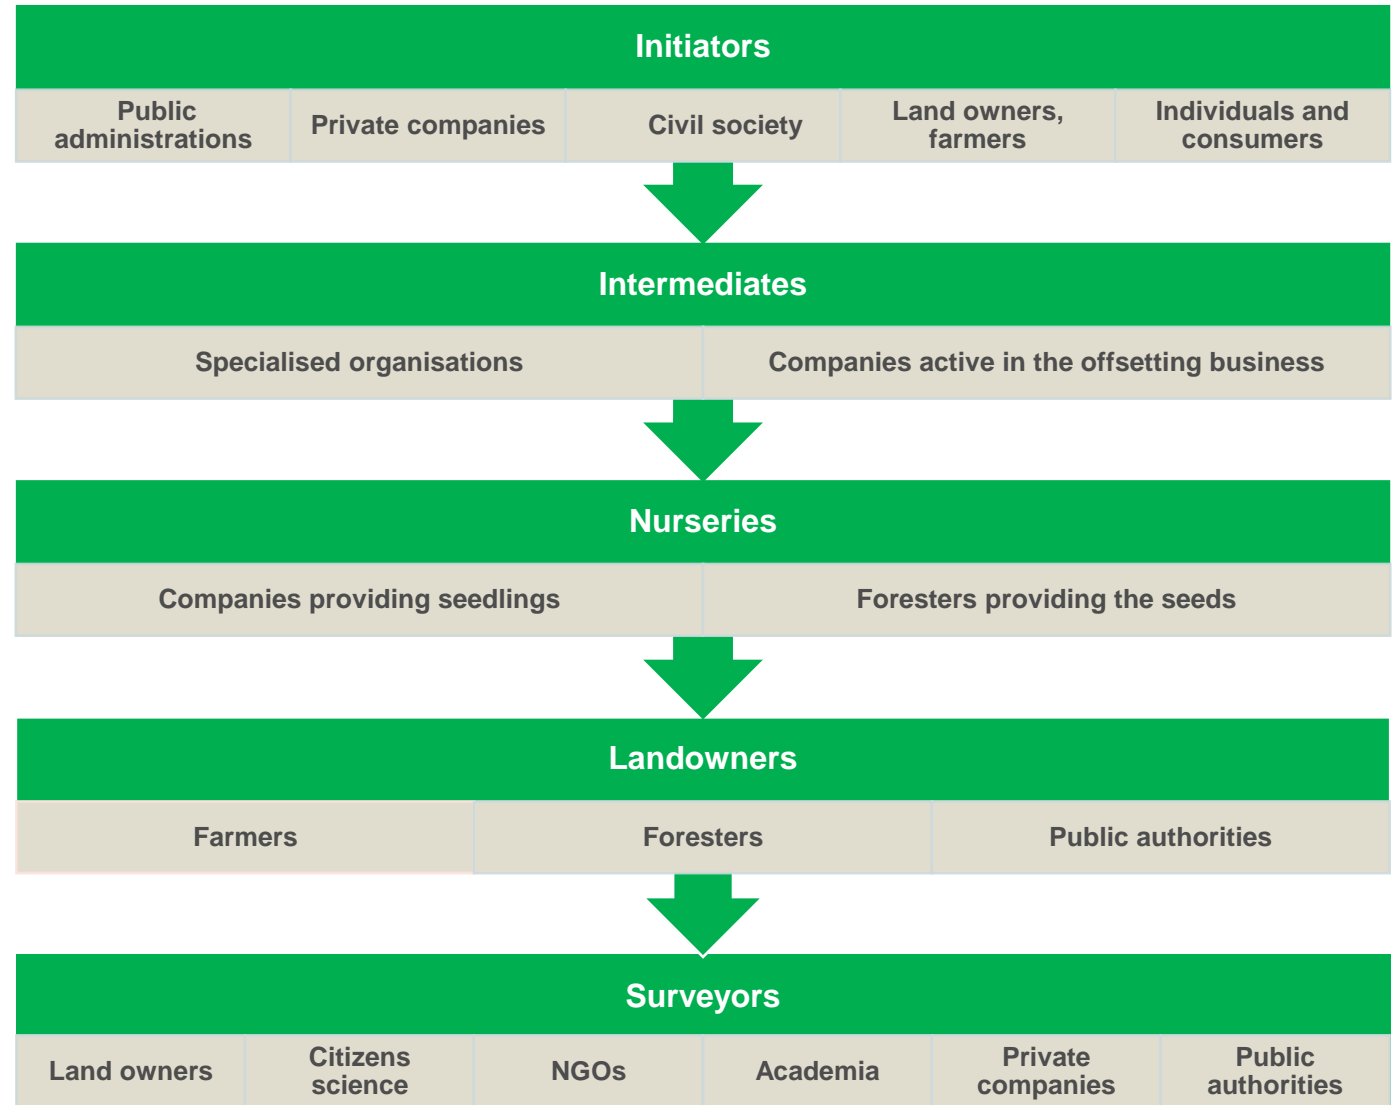 Initiators
Public
administrations
Private companies
Civil society
Land owners,
farmers
Individuals and
consumers
Intermediates
Specialised organisations
Companies active in the offsetting business
Nurseries
Companies providing seedlings
Foresters providing the seeds
Landowners
Farmers
Foresters
Public authorities
Surveyors
Land owners
Citizens
science
NGOs
Academia
Private
companies
Public
authorities